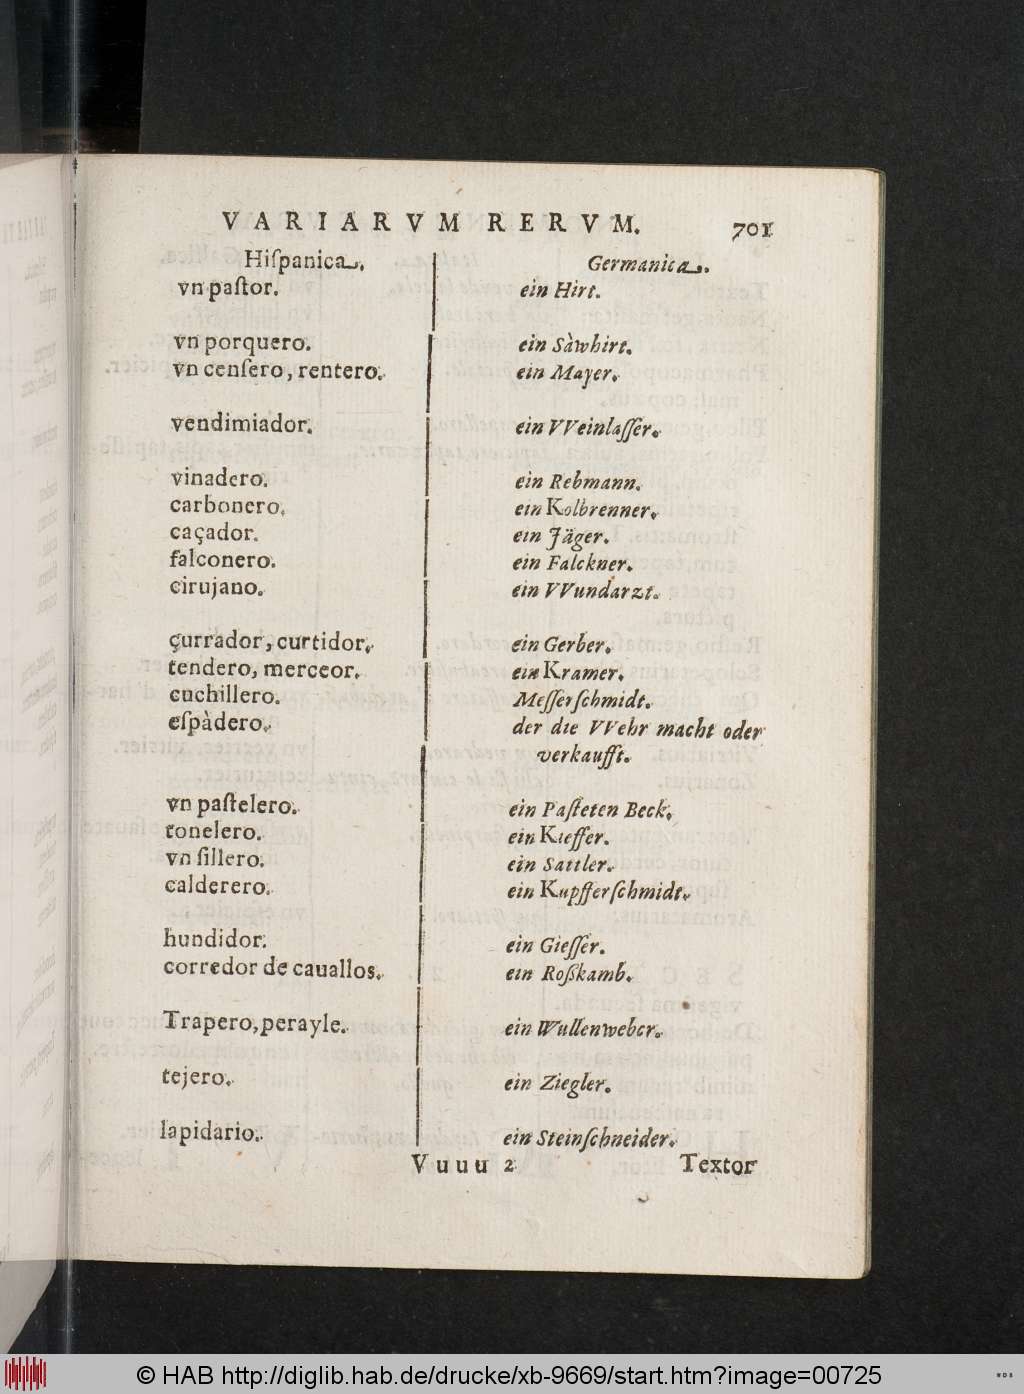 VARIARVM RERVM. 701
Hiſpanica.
vn paſtor.
vn porquero.
vn cenſero, rentero.
vendimiador.
vinadero.
carbonero.
caçador.
falconero.
cirujano.
çurrador, curtidor.
tendero, merceor.
cuchillero.
eſpàdero.
vn paſtelero.
tonelero.
vn ſillero.
calderero.
hundidor.
corredor de cauallos.
Trapero, perayle.
tejero.
lapidario.
Germanica.
ein Hirt.
ein Sàwhirt.
ein Mayer.
ein VVeinlaſſer.
ein Rebmann.
ein Kolbrenner.
ein Jäger.
ein Falckner.
ein VVundarzt.
ein Gerber.
ein Kramer.
Meſſerſchmidt.
der die VVehr macht oder
verkaufft.
ein Paſteten Beck.
ein Kieffer.
ein Sattler.
ein Kupfferſchmidt.
ein Gieſſer.
ein Roßkamb.
ein Wullenweber.
ein Ziegler.
ein Steinſchneider.
Vuuu 2 Textor
© HAB http://diglib.hab.de/drucke/xb-9669/start.htm?image=00725